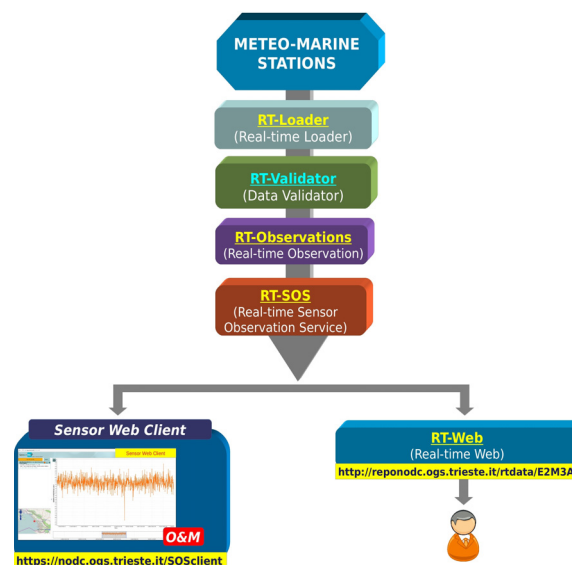 METEO-MARINE
STATIONS
RT-Loader
(Real-time Loader)
RT-Validator
(Data Validator)
RT-Observations
(Real-time Observation)
RT-SOS
(Real-time Sensor
Observation Service)
Sensor Web Client
Sensor Web Client
O&M
https://nodc.ogs.trieste.it/SOSclient
RT-Web
(Real-time Web)
http://reponodc.ogs.trieste.it/rtdata/E2M3A